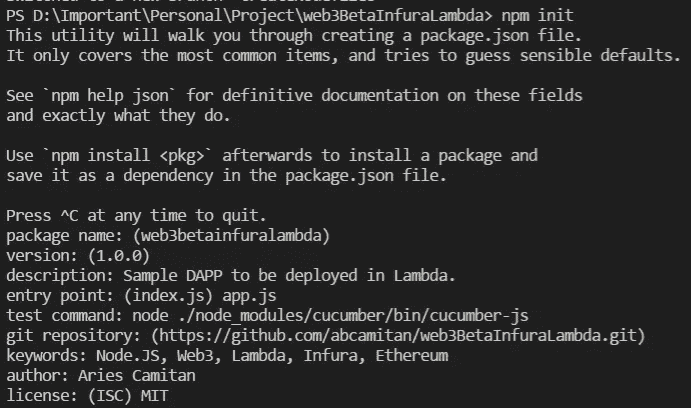 PS D:\Important\Personal\Project\web3BetaInfuraLambda> npm init
This utility will walk you through creating a package.json file.
It only covers the most common items, and tries to guess sensible defaults.
See `npm help json` for definitive documentation on these fields
and exactly what they do.
Use `npm install <pkg>` afterwards to install a package and
save it as a dependency in the package.json file.
Press ^C at any time to quit.
package name: (web3betainfuralambda)
version: (1.0.0)
description: Sample DAPP to be deployed in Lambda.
entry point: (index.js) app.js
test command: node ./node_modules/cucumber/bin/cucumber-js
git repository: (https://github.com/abcamitan/web3BetaInfuraLambda.git)
keywords: Node.JS, Web3, Lambda, Infura, Ethereum
author: Aries Camitan
license: (ISC) MIT